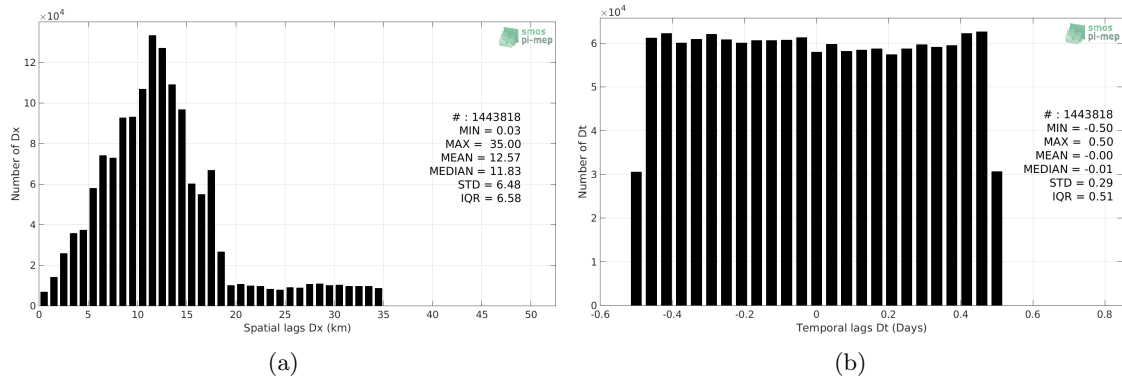 ×10⁴
smos
pi-mep
12
10
8
6
4
2
0
Number of Dx
# : 1443818
MIN = 0.03
MAX = 35.00
MEAN = 12.57
MEDIAN = 11.83
STD = 6.48
IQR = 6.58
0 5 10 15 20 25 30 35 40 45 50
Spatial lags Dx (km)
(a)
×10⁴
smos
pi-mep
6
5
4
3
2
1
0
Number of Dt
# : 1443818
MIN = -0.50
MAX = 0.50
MEAN = -0.00
MEDIAN = -0.01
STD = 0.29
IQR = 0.51
-0.6 -0.4 -0.2 0 0.2 0.4 0.6 0.8
Temporal lags Dt (Days)
(b)